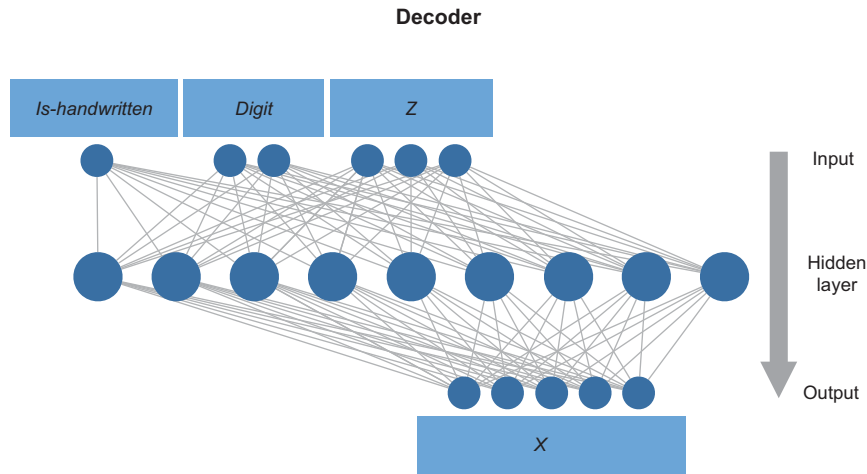 Decoder
Is-handwritten
Digit
Z
Input
Hidden
layer
Output
X